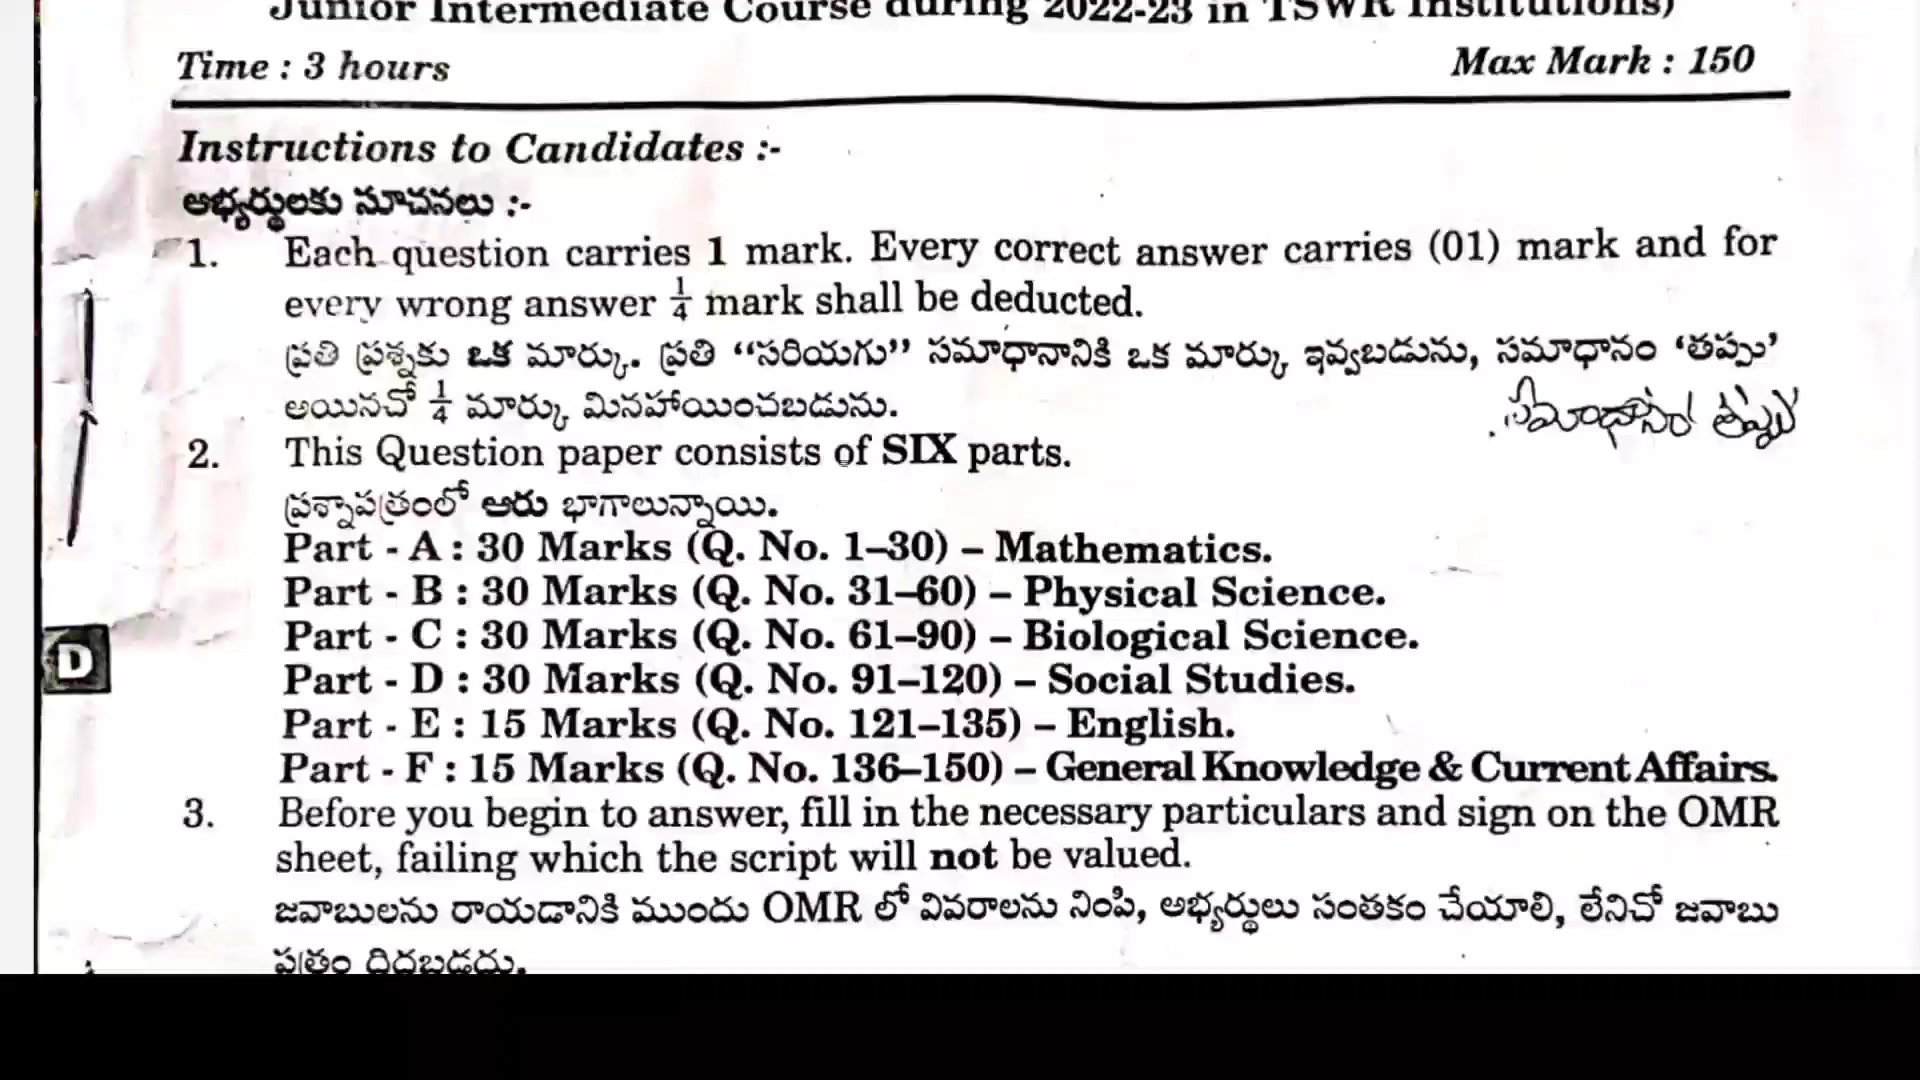 Junior Intermediate Course during 2022-23 in TSWR Institutions)
Time : 3 hours Max Mark : 150
Instructions to Candidates :-
అభ్యర్థులకు సూచనలు :-
1. Each question carries 1 mark. Every correct answer carries (01) mark and for
every wrong answer 1/4 mark shall be deducted.
ప్రతి ప్రశ్నకు ఒక మార్కు. ప్రతి “సరియగు” సమాధానానికి ఒక మార్కు ఇవ్వబడును, సమాధానం ‘తప్పు’
అయినచో 1/4 మార్కు మినహాయించబడును.
సమాధానం తప్పు
2. This Question paper consists of SIX parts.
ప్రశ్నాపత్రంలో ఆరు భాగాలున్నాయి.
Part - A : 30 Marks (Q. No. 1–30) – Mathematics.
Part - B : 30 Marks (Q. No. 31–60) – Physical Science.
Part - C : 30 Marks (Q. No. 61–90) – Biological Science.
D
Part - D : 30 Marks (Q. No. 91–120) – Social Studies.
Part - E : 15 Marks (Q. No. 121–135) – English.
Part - F : 15 Marks (Q. No. 136–150) – General Knowledge & Current Affairs.
3. Before you begin to answer, fill in the necessary particulars and sign on the OMR
sheet, failing which the script will not be valued.
జవాబులను రాయడానికి ముందు OMR లో వివరాలను నింపి, అభ్యర్థులు సంతకం చేయాలి, లేనిచో జవాబు
పత్రం దిద్దబడదు.